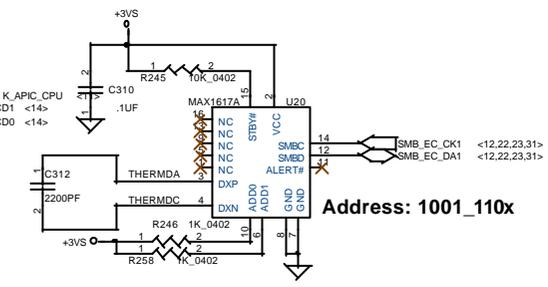 +3VS
1 2
R245 10K_0402
2
K_APIC_CPU
C310
CD1 <14>
1
.1UF
CD0 <14>
MAX1617A U20
15 2
NC STBY# VCC
NC
NC SMBC 14 SMB_EC_CK1 <12,22,23,31>
NC SMBD 12 SMB_EC_DA1 <12,22,23,31>
NC ALERT# 11
1 C312 THERMDA 3 DXP
2 2200PF THERMDC 4 DXN
ADD0 ADD1 GND GND
10 6 8 7
Address: 1001_110x
R246 1K_0402
+3VS 1 2
1 2
R258 1K_0402